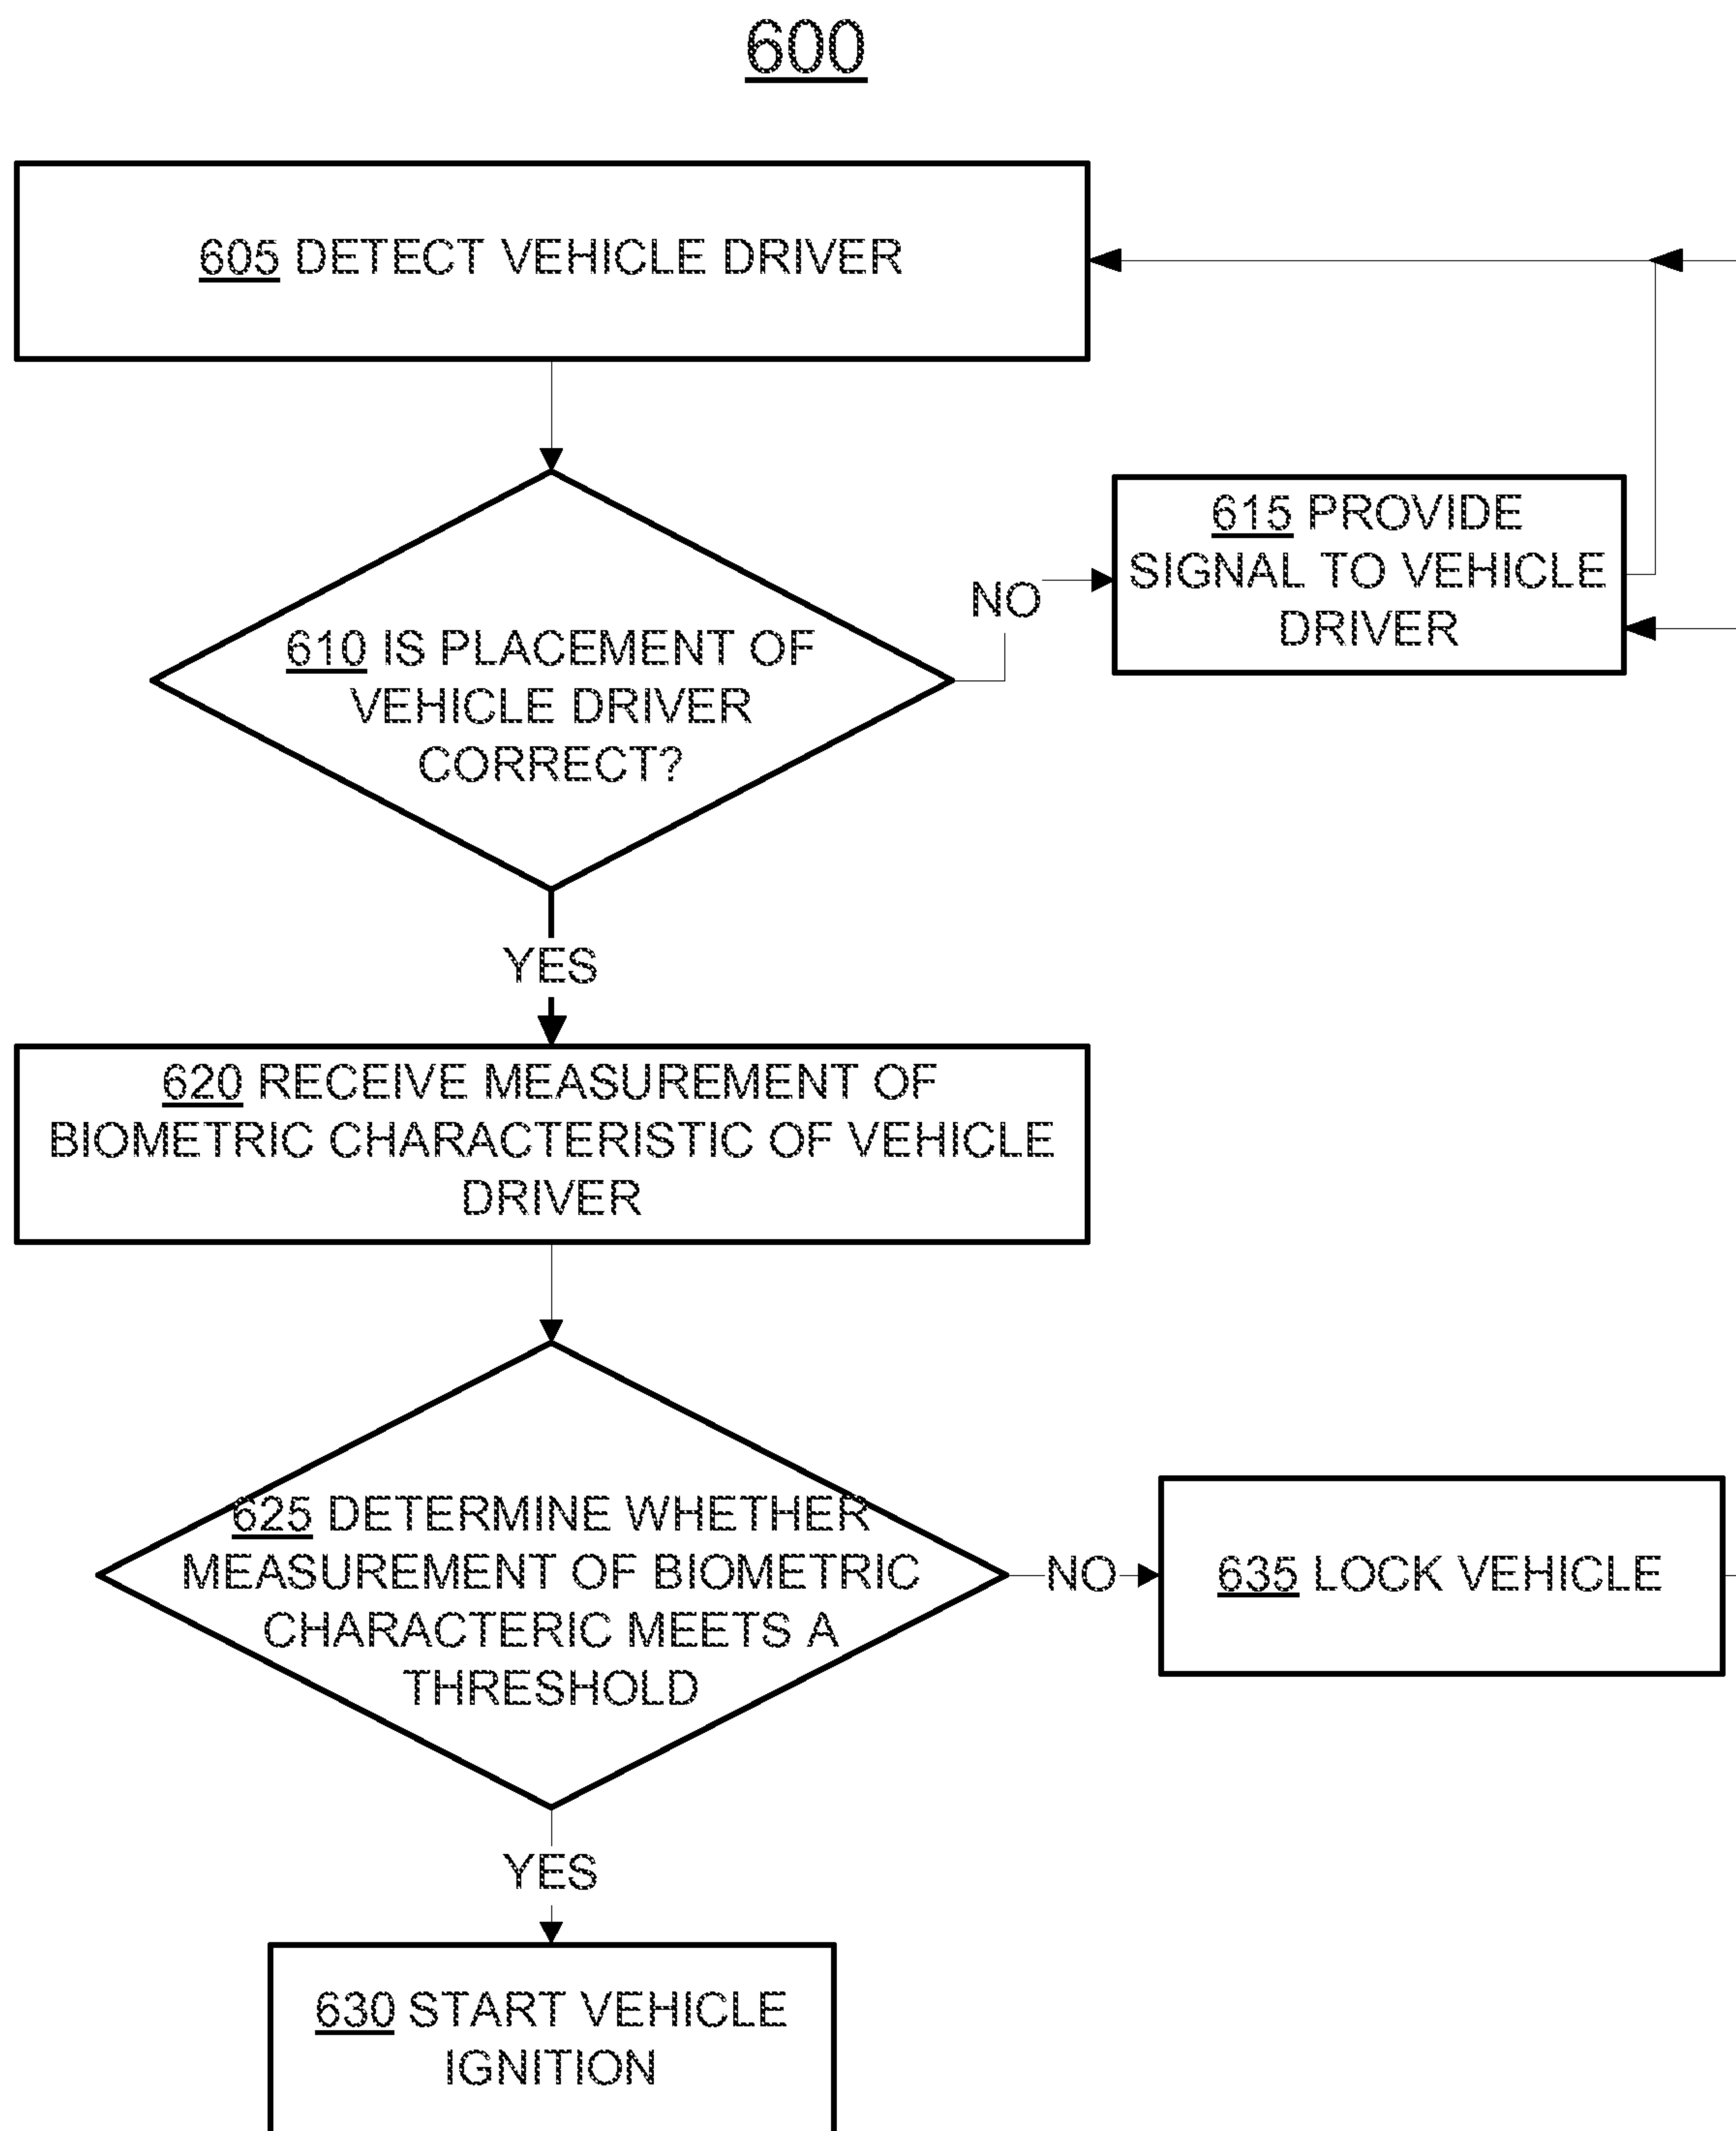 600
605 DETECT VEHICLE DRIVER
610 IS PLACEMENT OF
VEHICLE DRIVER
CORRECT?
NO
615 PROVIDE
SIGNAL TO VEHICLE
DRIVER
YES
620 RECEIVE MEASUREMENT OF
BIOMETRIC CHARACTERISTIC OF VEHICLE
DRIVER
625 DETERMINE WHETHER
MEASUREMENT OF BIOMETRIC
CHARACTERIC MEETS A
THRESHOLD
NO
635 LOCK VEHICLE
YES
630 START VEHICLE
IGNITION